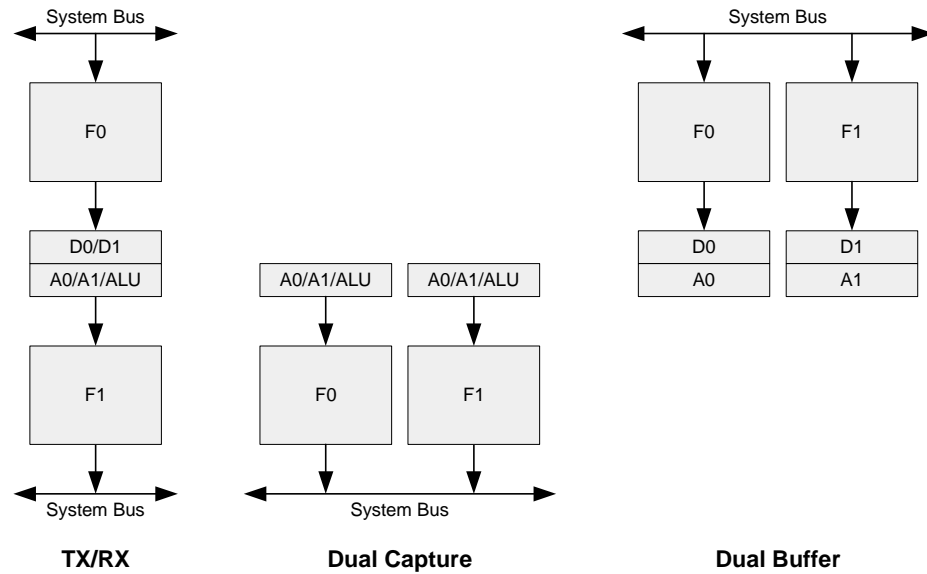 System Bus
F0
D0/D1
A0/A1/ALU
F1
System Bus
TX/RX
A0/A1/ALU
A0/A1/ALU
F0
F1
System Bus
Dual Capture
System Bus
F0
F1
D0
D1
A0
A1
Dual Buffer